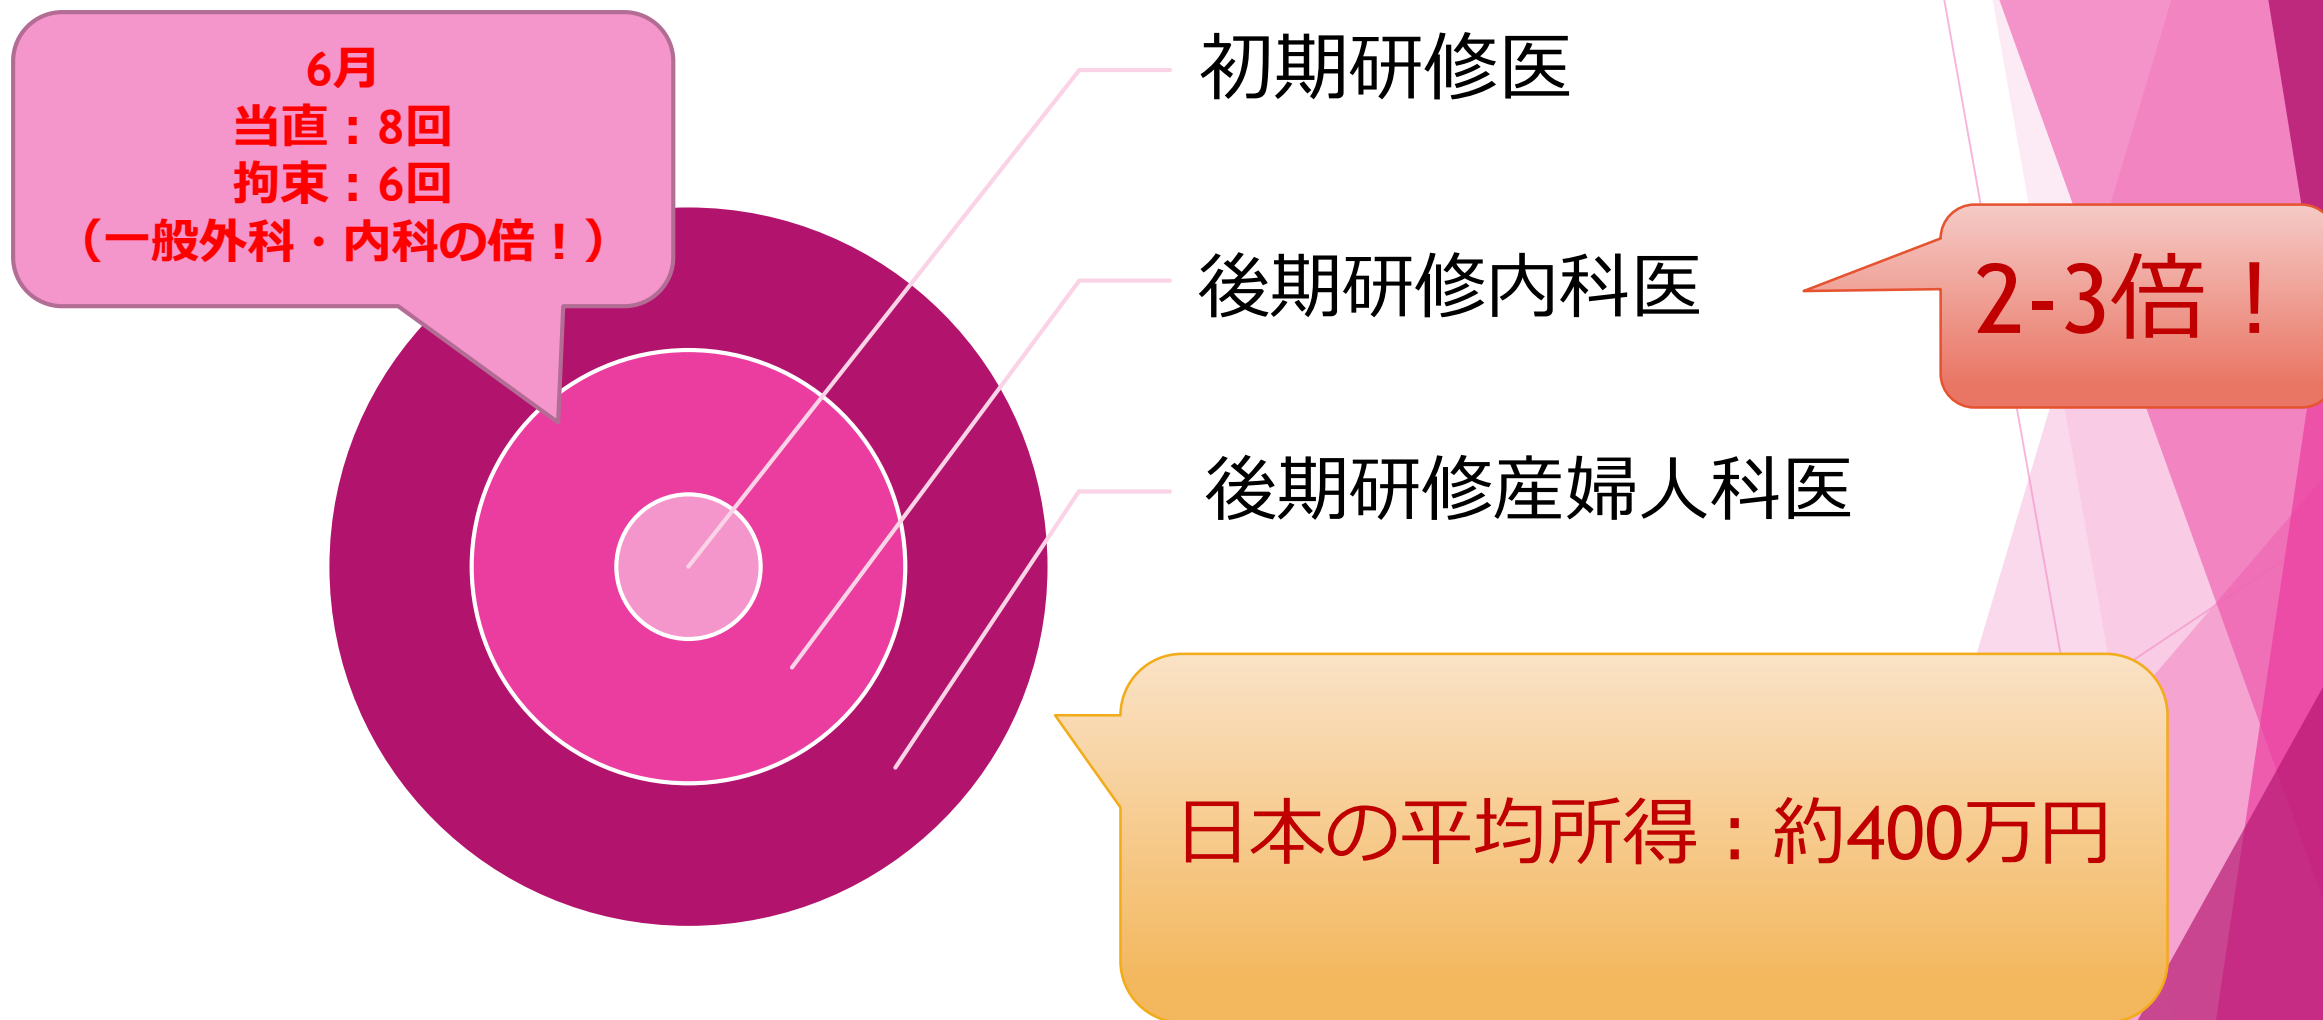 6月
当直：8回
拘束：6回
（一般外科・内科の倍！）
初期研修医
後期研修内科医
2-3倍！
後期研修産婦人科医
日本の平均所得：約400万円